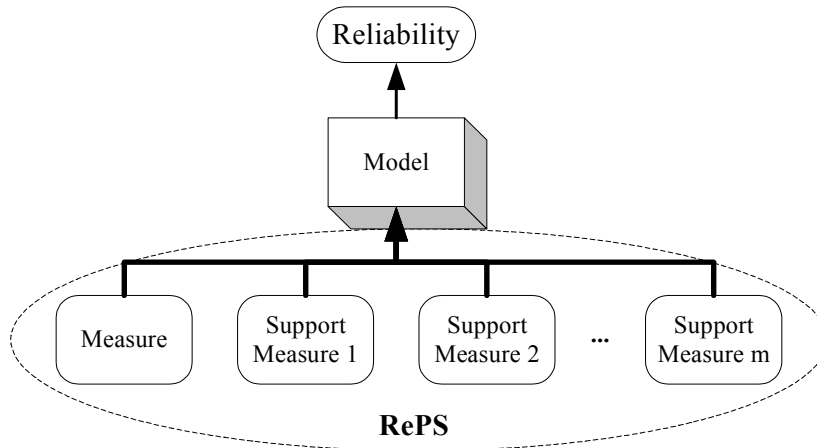 Reliability
Model
Measure
Support
Measure 1
Support
Measure 2
...
Support
Measure m
RePS